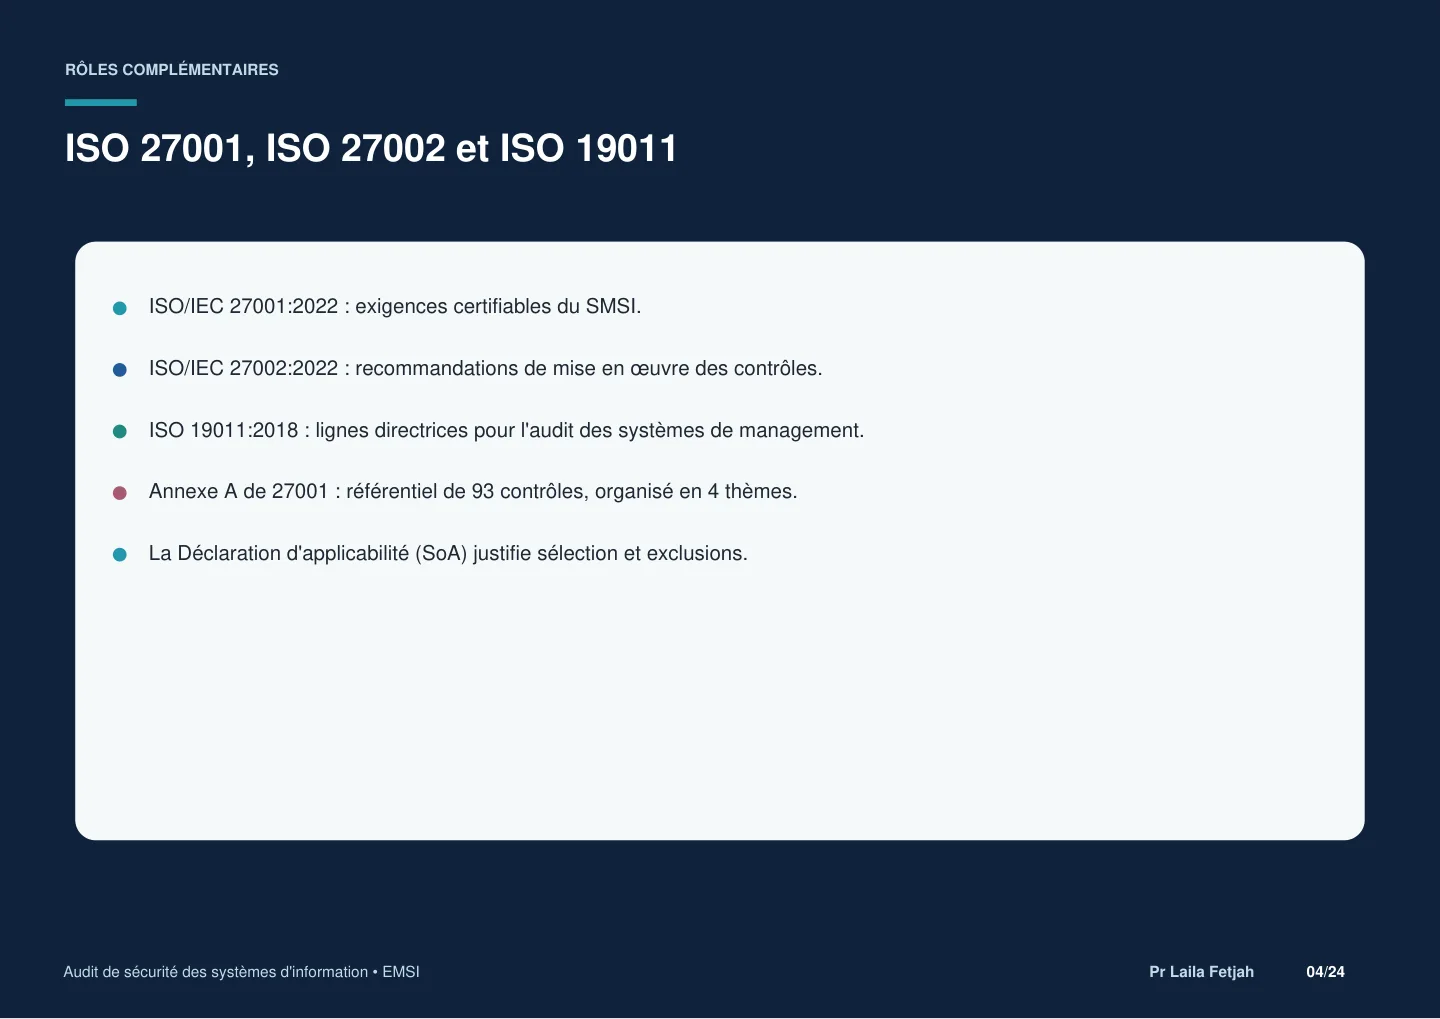 RÔLES COMPLÉMENTAIRES
ISO 27001, ISO 27002 et ISO 19011
ISO/IEC 27001:2022 : exigences certifiables du SMSI.
ISO/IEC 27002:2022 : recommandations de mise en œuvre des contrôles.
ISO 19011:2018 : lignes directrices pour l'audit des systèmes de management.
Annexe A de 27001 : référentiel de 93 contrôles, organisé en 4 thèmes.
La Déclaration d'applicabilité (SoA) justifie sélection et exclusions.
Audit de sécurité des systèmes d'information • EMSI
Pr Laila Fetjah
04/24